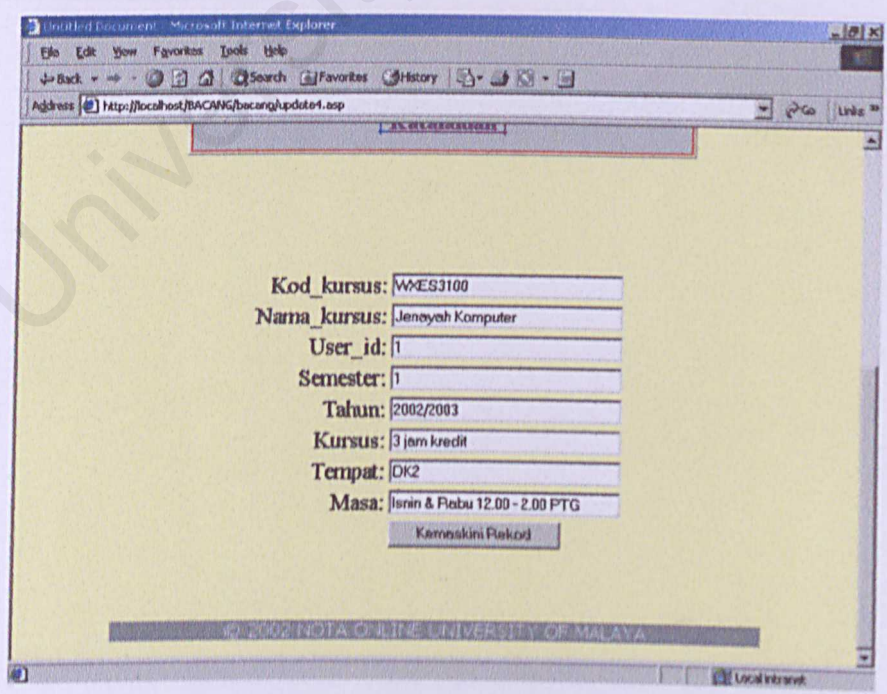 Untitled Document - Microsoft Internet Explorer
File Edit View Favorites Tools Help
Back Search Favorites History
Address http://localhost/BACANG/bacang/update4.asp Go Links »
Kod_kursus: WXES3100
Nama_kursus: Jenayah Komputer
User_id: 1
Semester: 1
Tahun: 2002/2003
Kursus: 3 jam kredit
Tempat: DK2
Masa: Isnin & Rabu 12.00 - 2.00 PTG
Kemaskini Rekod
© 2002 NOTA ONLINE UNIVERSITY OF MALAYA
Local intranet